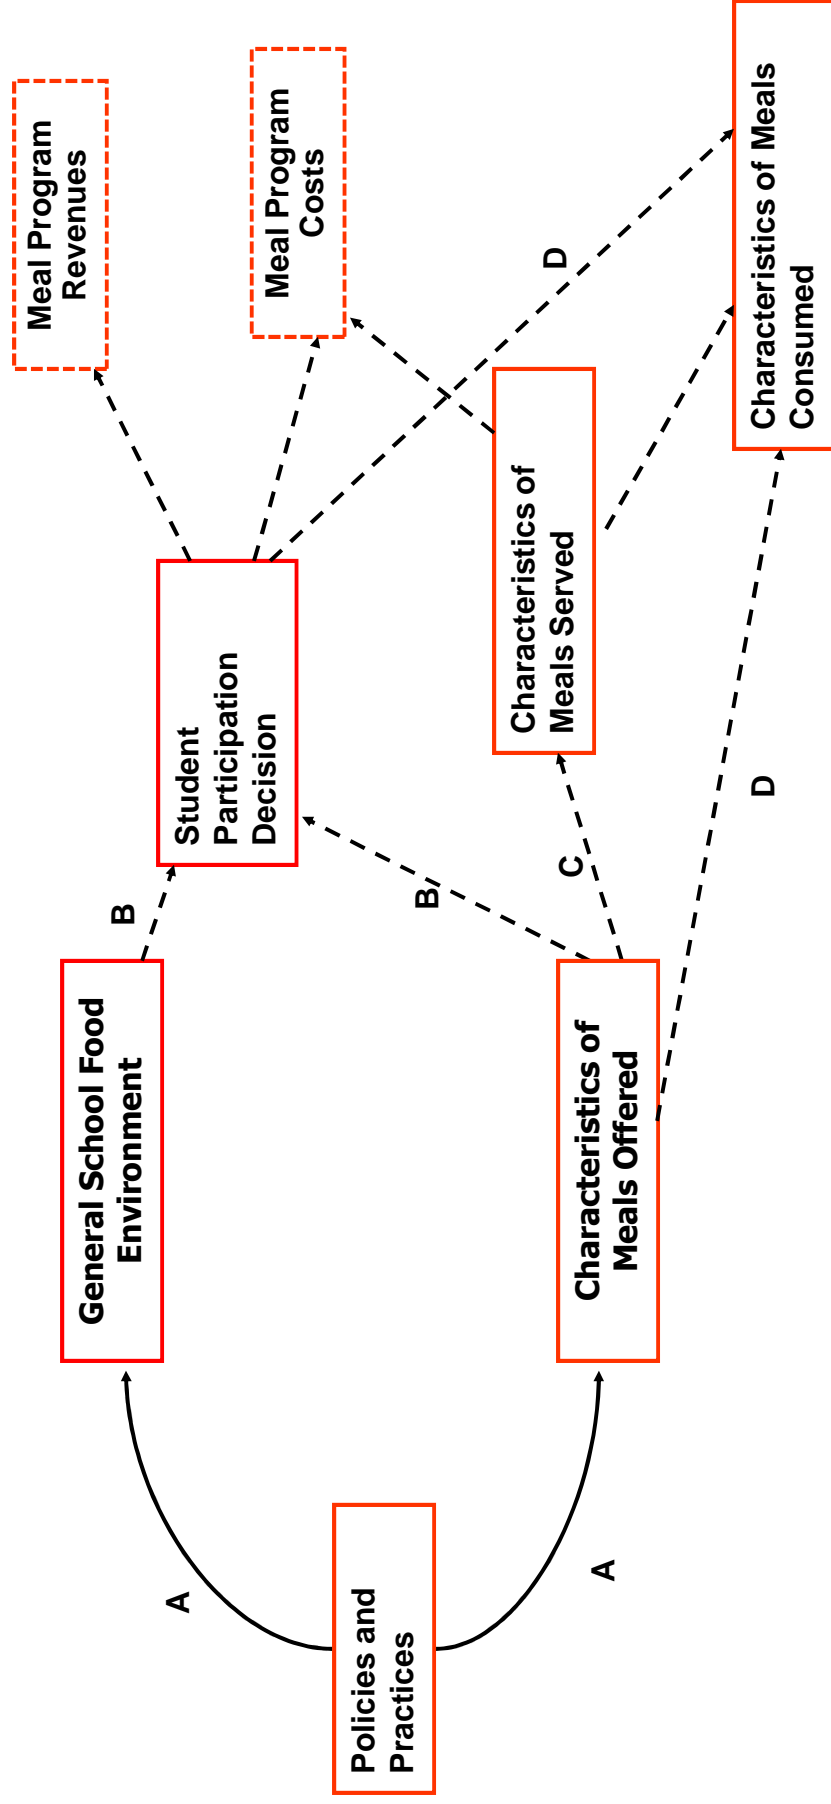 Meal Program
Revenues
Meal Program
Costs
General School Food
Environment
B
Student
Participation
Decision
A
D
Policies and
Practices
B
Characteristics of
Meals Served
C
A
Characteristics of
Meals Offered
D
Characteristics of Meals
Consumed